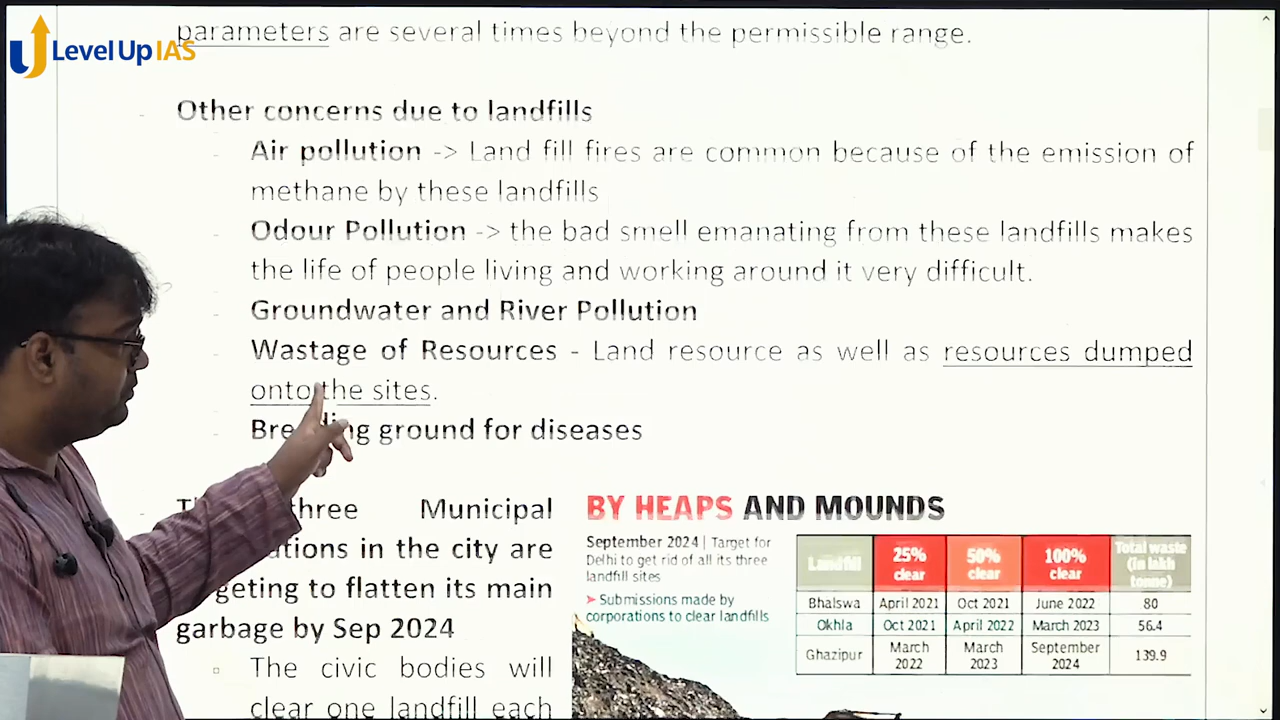 parameters are several times beyond the permissible range.
Level Up IAS
Other concerns due to landfills
Air pollution -> Land fill fires are common because of the emission of
methane by these landfills
Odour Pollution -> the bad smell emanating from these landfills makes
the life of people living and working around it very difficult.
Groundwater and River Pollution
Wastage of Resources - Land resource as well as resources dumped
onto the sites.
ground for diseases
three Municipal
in the city are
to flatten its main
garbage by Sep 2024
The civic bodies will
clear one landfill each
BY HEAPS AND MOUNDS
September 2024 | Target for
Delhi to get rid of all its three
landfill sites
➤ Submissions made by
corporations to clear landfills
Landfill 25% clear 50% clear 100% clear Total waste (in lakh tonne)
Bhalswa April 2021 Oct 2021 June 2022 80
Okhla Oct 2021 April 2022 March 2023 56.4
Ghazipur March 2022 March 2023 September 2024 139.9